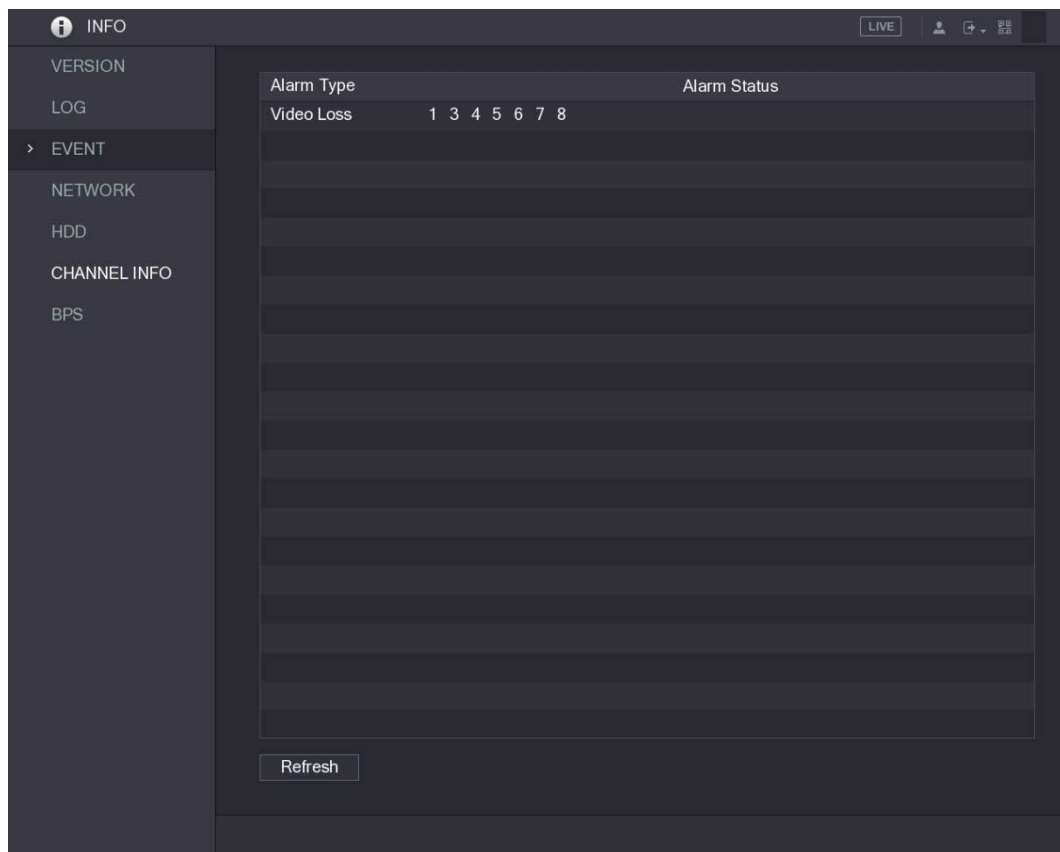 INFO
LIVE
VERSION
LOG
EVENT
NETWORK
HDD
CHANNEL INFO
BPS
Alarm Type Alarm Status
Video Loss 1 3 4 5 6 7 8
Refresh